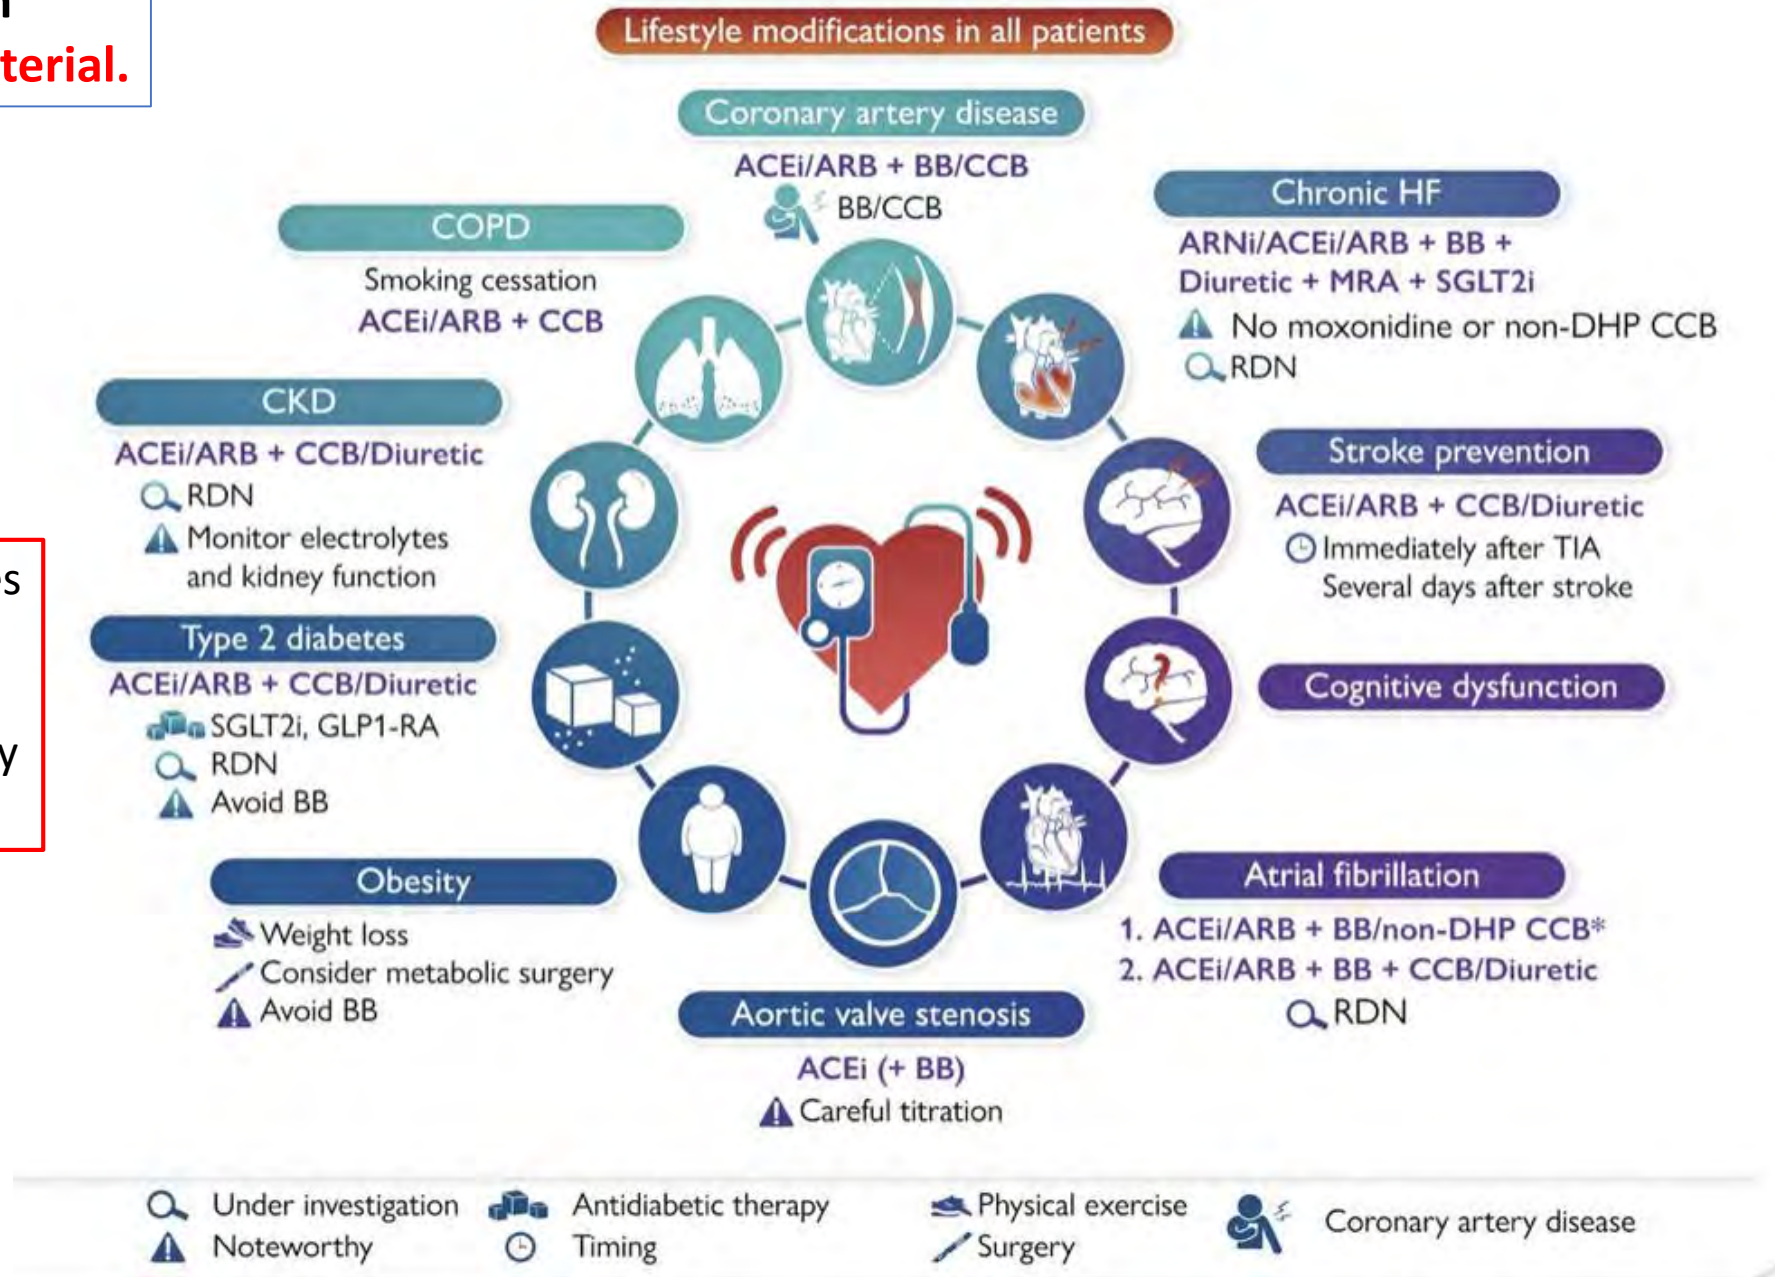 terial.
Lifestyle modifications in all patients
Coronary artery disease
ACEi/ARB + BB/CCB
BB/CCB
Chronic HF
ARNi/ACEi/ARB + BB +
Diuretic + MRA + SGLT2i
No moxonidine or non-DHP CCB
RDN
COPD
Smoking cessation
ACEi/ARB + CCB
CKD
ACEi/ARB + CCB/Diuretic
RDN
Monitor electrolytes
and kidney function
Stroke prevention
ACEi/ARB + CCB/Diuretic
Immediately after TIA
Several days after stroke
es
y
Type 2 diabetes
ACEi/ARB + CCB/Diuretic
SGLT2i, GLP1-RA
RDN
Avoid BB
Cognitive dysfunction
Obesity
Weight loss
Consider metabolic surgery
Avoid BB
Atrial fibrillation
1. ACEi/ARB + BB/non-DHP CCB*
2. ACEi/ARB + BB + CCB/Diuretic
RDN
Aortic valve stenosis
ACEi (+ BB)
Careful titration
Under investigation
Antidiabetic therapy
Physical exercise
Coronary artery disease
Noteworthy
Timing
Surgery